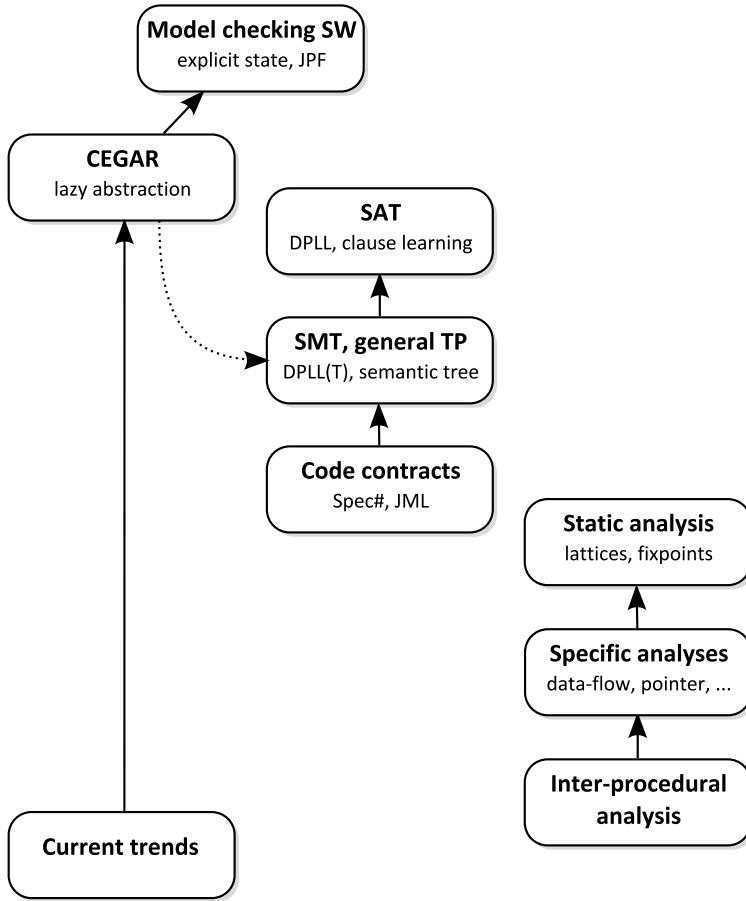 Model checking SW
explicit state, JPF
CEGAR
lazy abstraction
SAT
DPLL, clause learning
SMT, general TP
DPLL(T), semantic tree
Code contracts
Spec#, JML
Static analysis
lattices, fixpoints
Specific analyses
data-flow, pointer, ...
Inter-procedural
analysis
Current trends